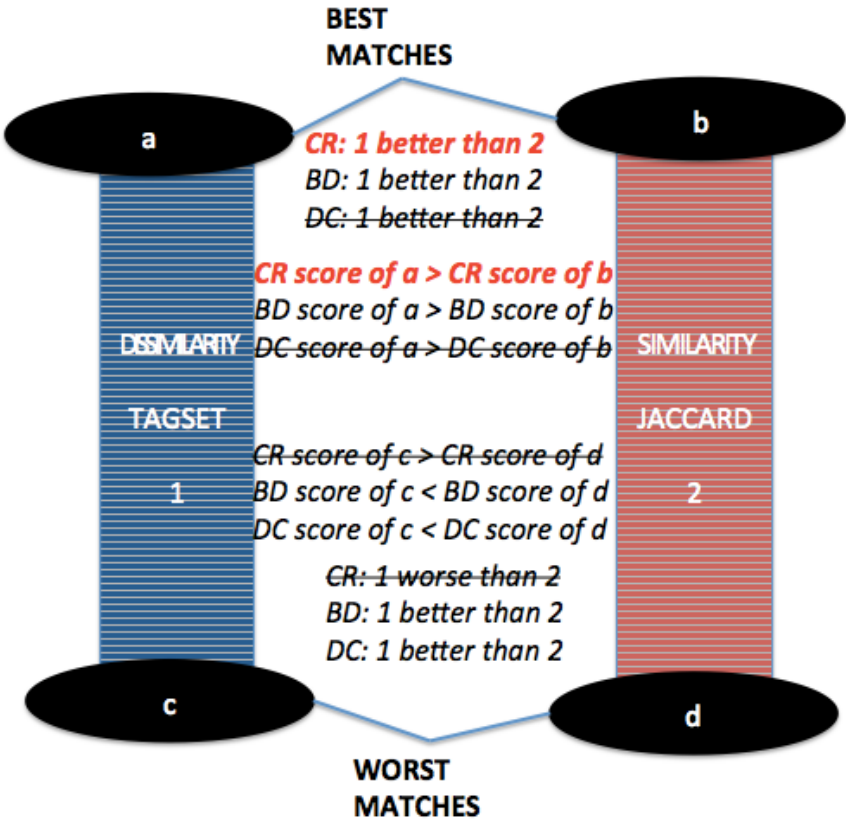 BEST
MATCHES
a
b
CR: 1 better than 2
BD: 1 better than 2
DC: 1 better than 2
CR score of a > CR score of b
BD score of a > BD score of b
DC score of a > DC score of b
SIMILARITY
TAGSET
JACCARD
CR score of c > CR score of d
1
BD score of c < BD score of d
2
DC score of c < DC score of d
CR: 1 worse than 2
BD: 1 better than 2
DC: 1 better than 2
c
d
WORST
MATCHES